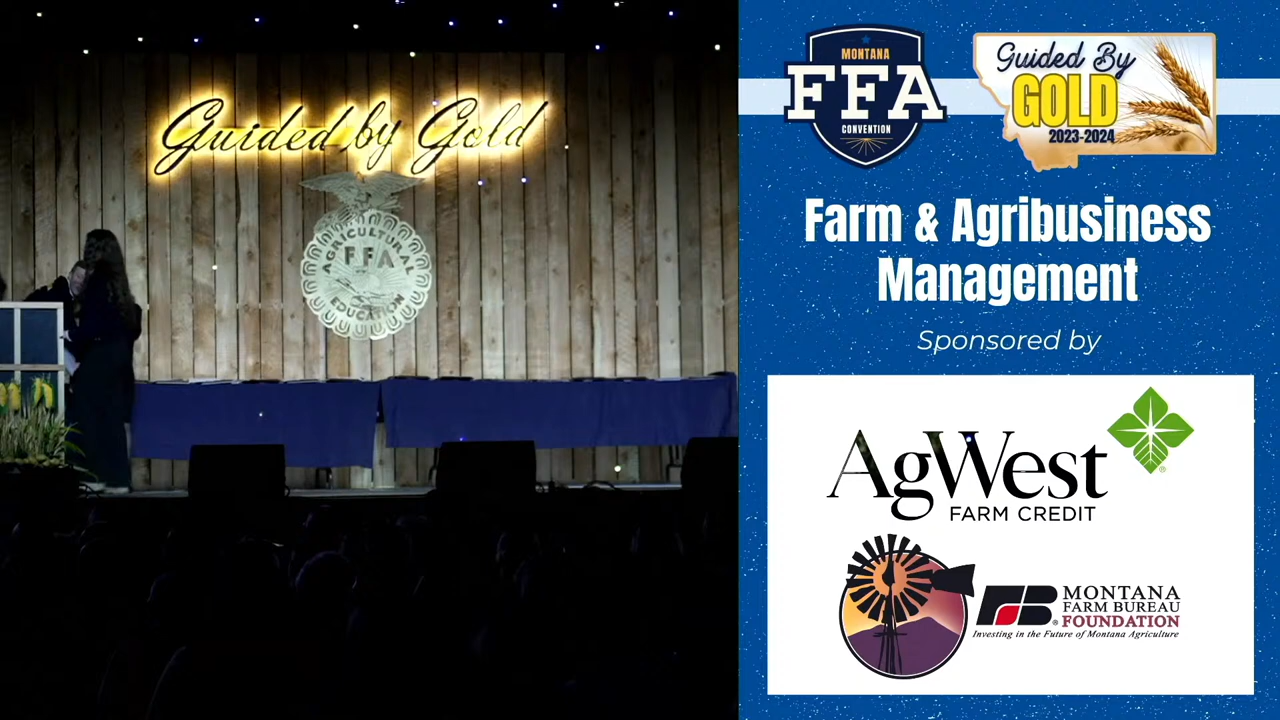 Guided by Gold
AGRICULTURAL
FFA
EDUCATION
MONTANA
FFA
CONVENTION
Guided By
GOLD
2023-2024
Farm & Agribusiness
Management
Sponsored by
AgWest
FARM CREDIT
®
FB
®
MONTANA
FARM BUREAU
FOUNDATION
Investing in the Future of Montana Agriculture